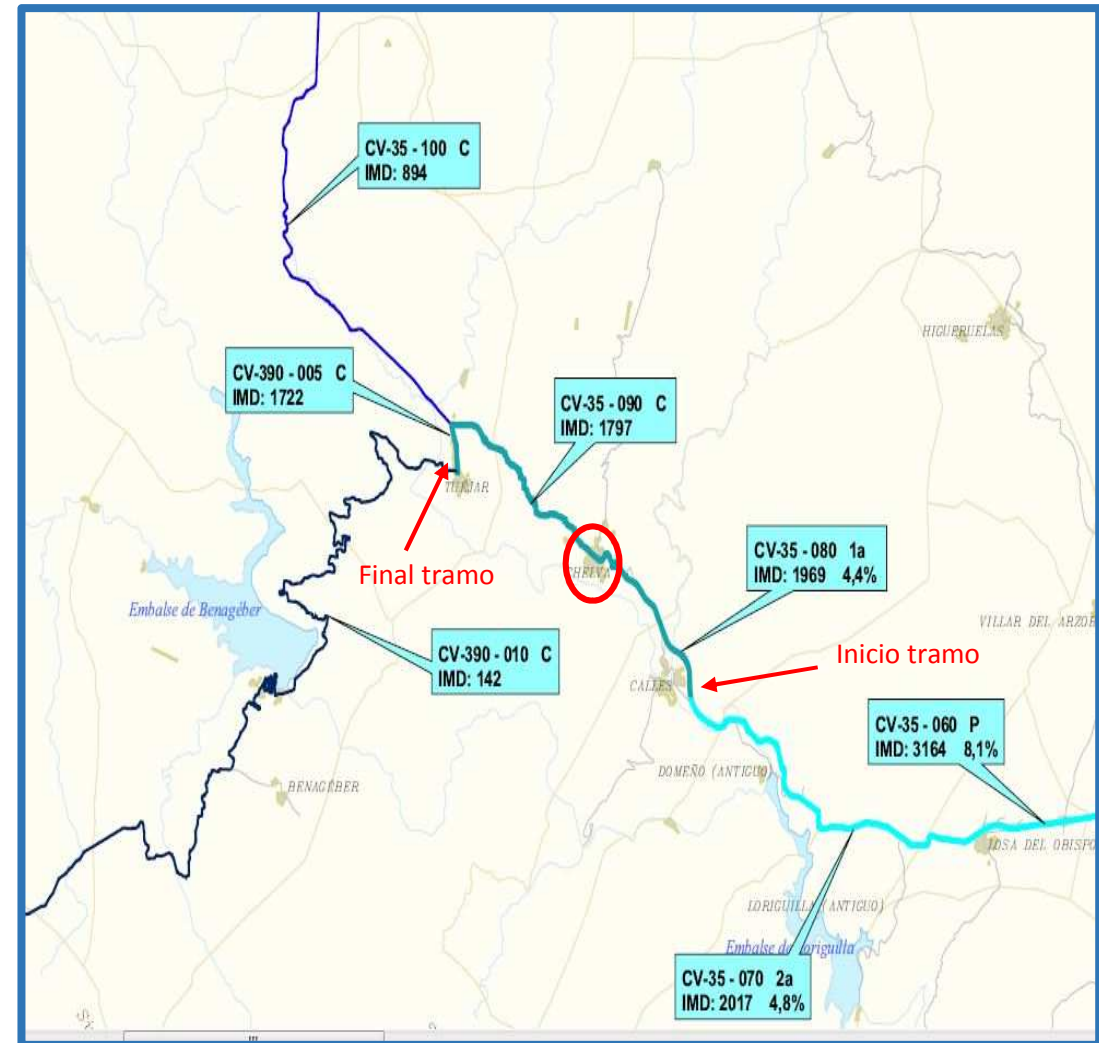 CV-35 - 100 C
IMD: 894
HIGUERUELAS
CV-390 - 005 C
IMD: 1722
CV-35 - 090 C
IMD: 1797
TUEJAR
Final tramo
CHELVA
CV-35 - 080 1a
IMD: 1969 4,4%
Embalse de Benagéber
VILLAR DEL ARZOB
Inicio tramo
CV-390 - 010 C
IMD: 142
CALLES
CV-35 - 060 P
IMD: 3164 8,1%
DOMEÑO (ANTIGUO)
BENAGÉBER
LOSA DEL OBISPO
LORIGUILLA (ANTIGUO)
Embalse de Loriguilla
CV-35 - 070 2a
IMD: 2017 4,8%